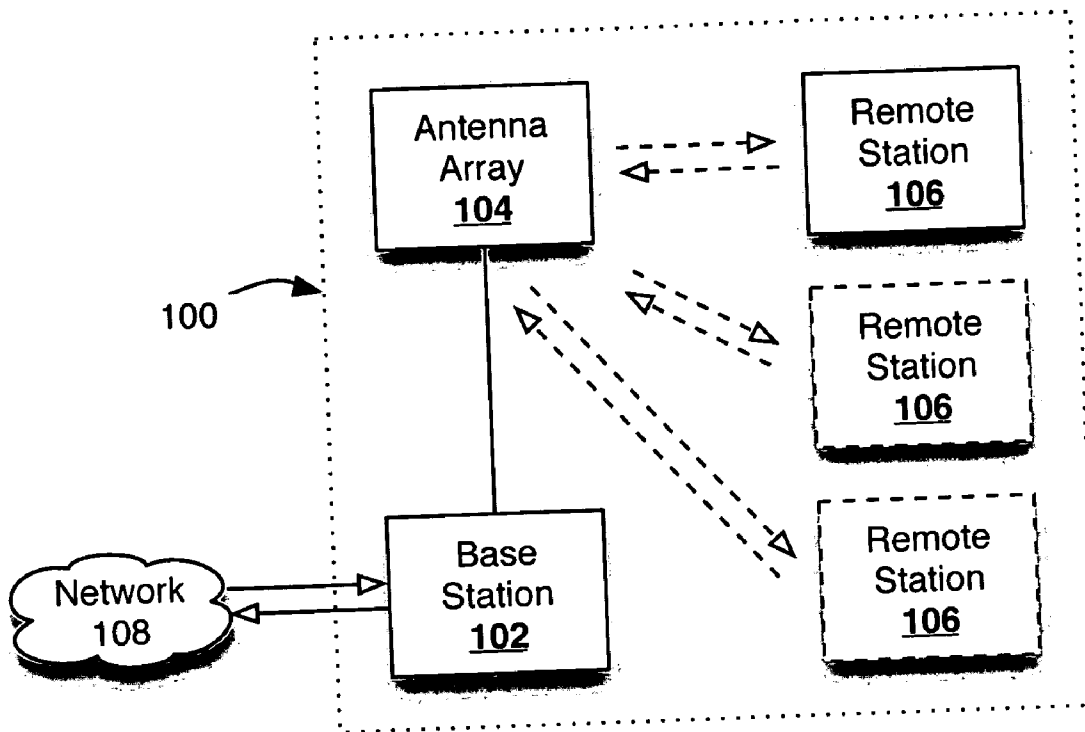 Antenna
Array
104
Remote
Station
106
100
Remote
Station
106
Base
Station
102
Remote
Station
106
Network
108